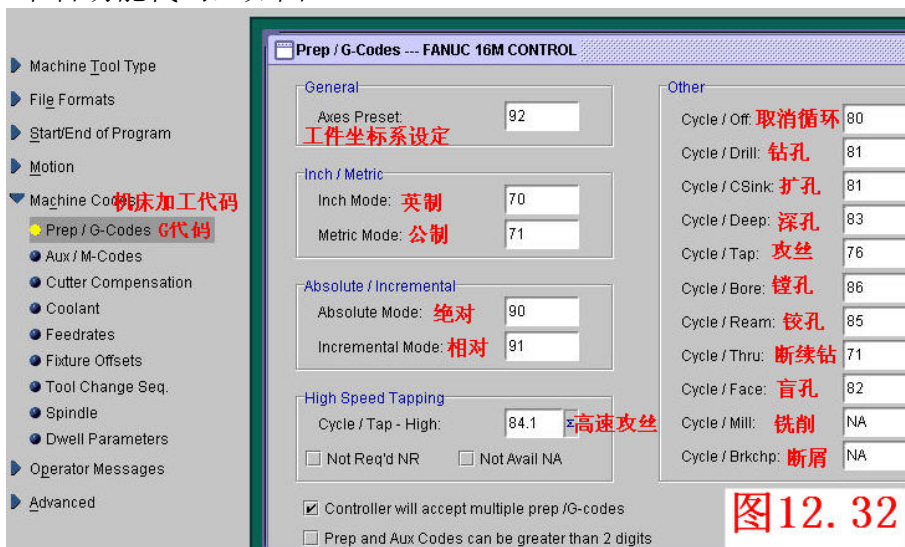 Prep / G-Codes --- FANUC 16M CONTROL
Machine Tool Type
File Formats
Start/End of Program
Motion
Machine Codes 机床加工代码
Prep / G-Codes G代码
Aux / M-Codes
Cutter Compensation
Coolant
Feedrates
Fixture Offsets
Tool Change Seq.
Spindle
Dwell Parameters
Operator Messages
Advanced
General
Axes Preset: 92
工件坐标系设定
Inch / Metric
Inch Mode: 英制 70
Metric Mode: 公制 71
Absolute / Incremental
Absolute Mode: 绝对 90
Incremental Mode: 相对 91
High Speed Tapping
Cycle / Tap - High: 84.1 Σ 高速攻丝
Not Req'd NR Not Avail NA
Controller will accept multiple prep /G-codes
Prep and Aux Codes can be greater than 2 digits
Other
Cycle / Off: 取消循环 80
Cycle / Drill: 钻孔 81
Cycle / CSink: 扩孔 81
Cycle / Deep: 深孔 83
Cycle / Tap: 攻丝 76
Cycle / Bore: 镗孔 86
Cycle / Ream: 铰孔 85
Cycle / Thru: 断续钻 71
Cycle / Face: 盲孔 82
Cycle / Mill: 铣削 NA
Cycle / Brkchp: 断屑 NA
图12.32